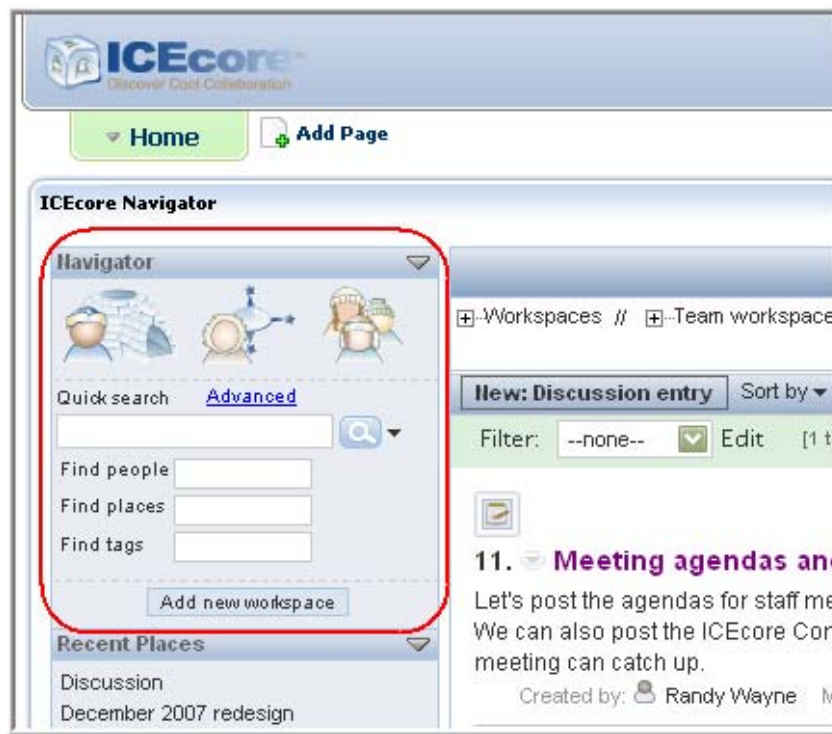 ICEcore
Discover Cool Collaboration
Home
Add Page
ICEcore Navigator
Navigator
Quick search Advanced
Find people
Find places
Find tags
Add new workspace
Recent Places
Discussion
December 2007 redesign
Workspaces // Team workspace
New: Discussion entry Sort by
Filter: --none-- Edit [1 t
11. Meeting agendas an
Let's post the agendas for staff me
We can also post the ICEcore Cor
meeting can catch up.
Created by: Randy Wayne M